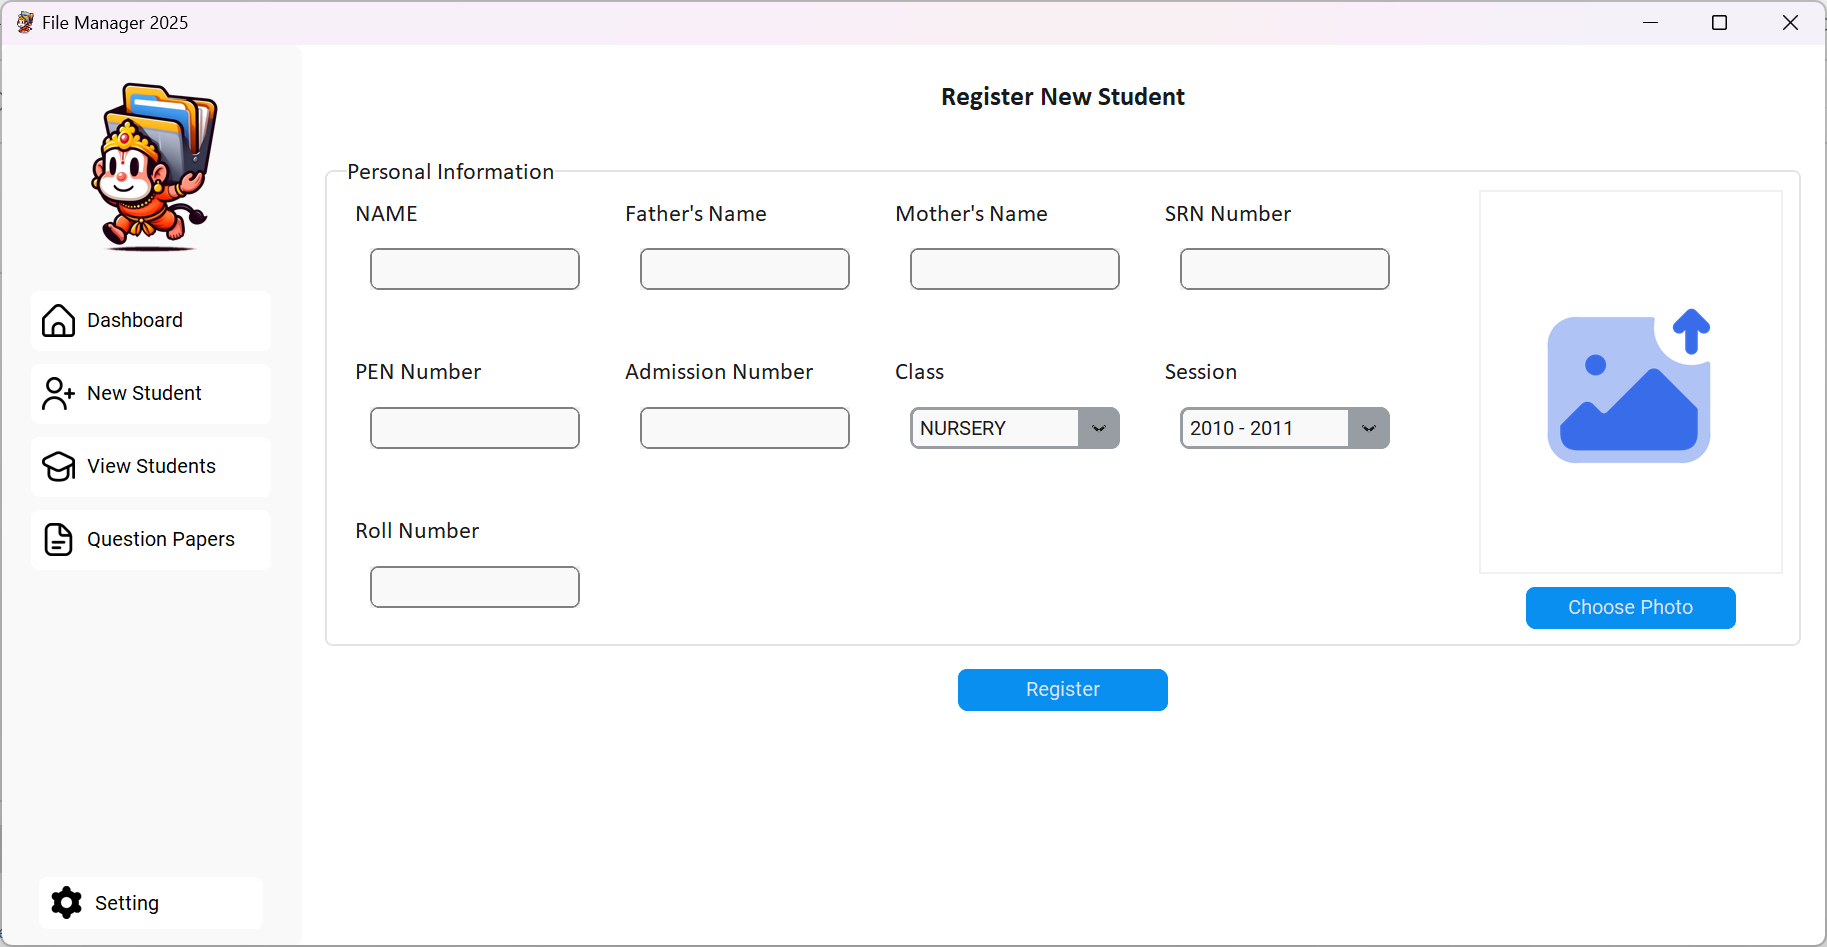 File Manager 2025
Register New Student
Personal Information
NAME
Father's Name
Mother's Name
SRN Number
PEN Number
Admission Number
Class
Session
NURSERY
2010 - 2011
Roll Number
Choose Photo
Register
Dashboard
New Student
View Students
Question Papers
Setting